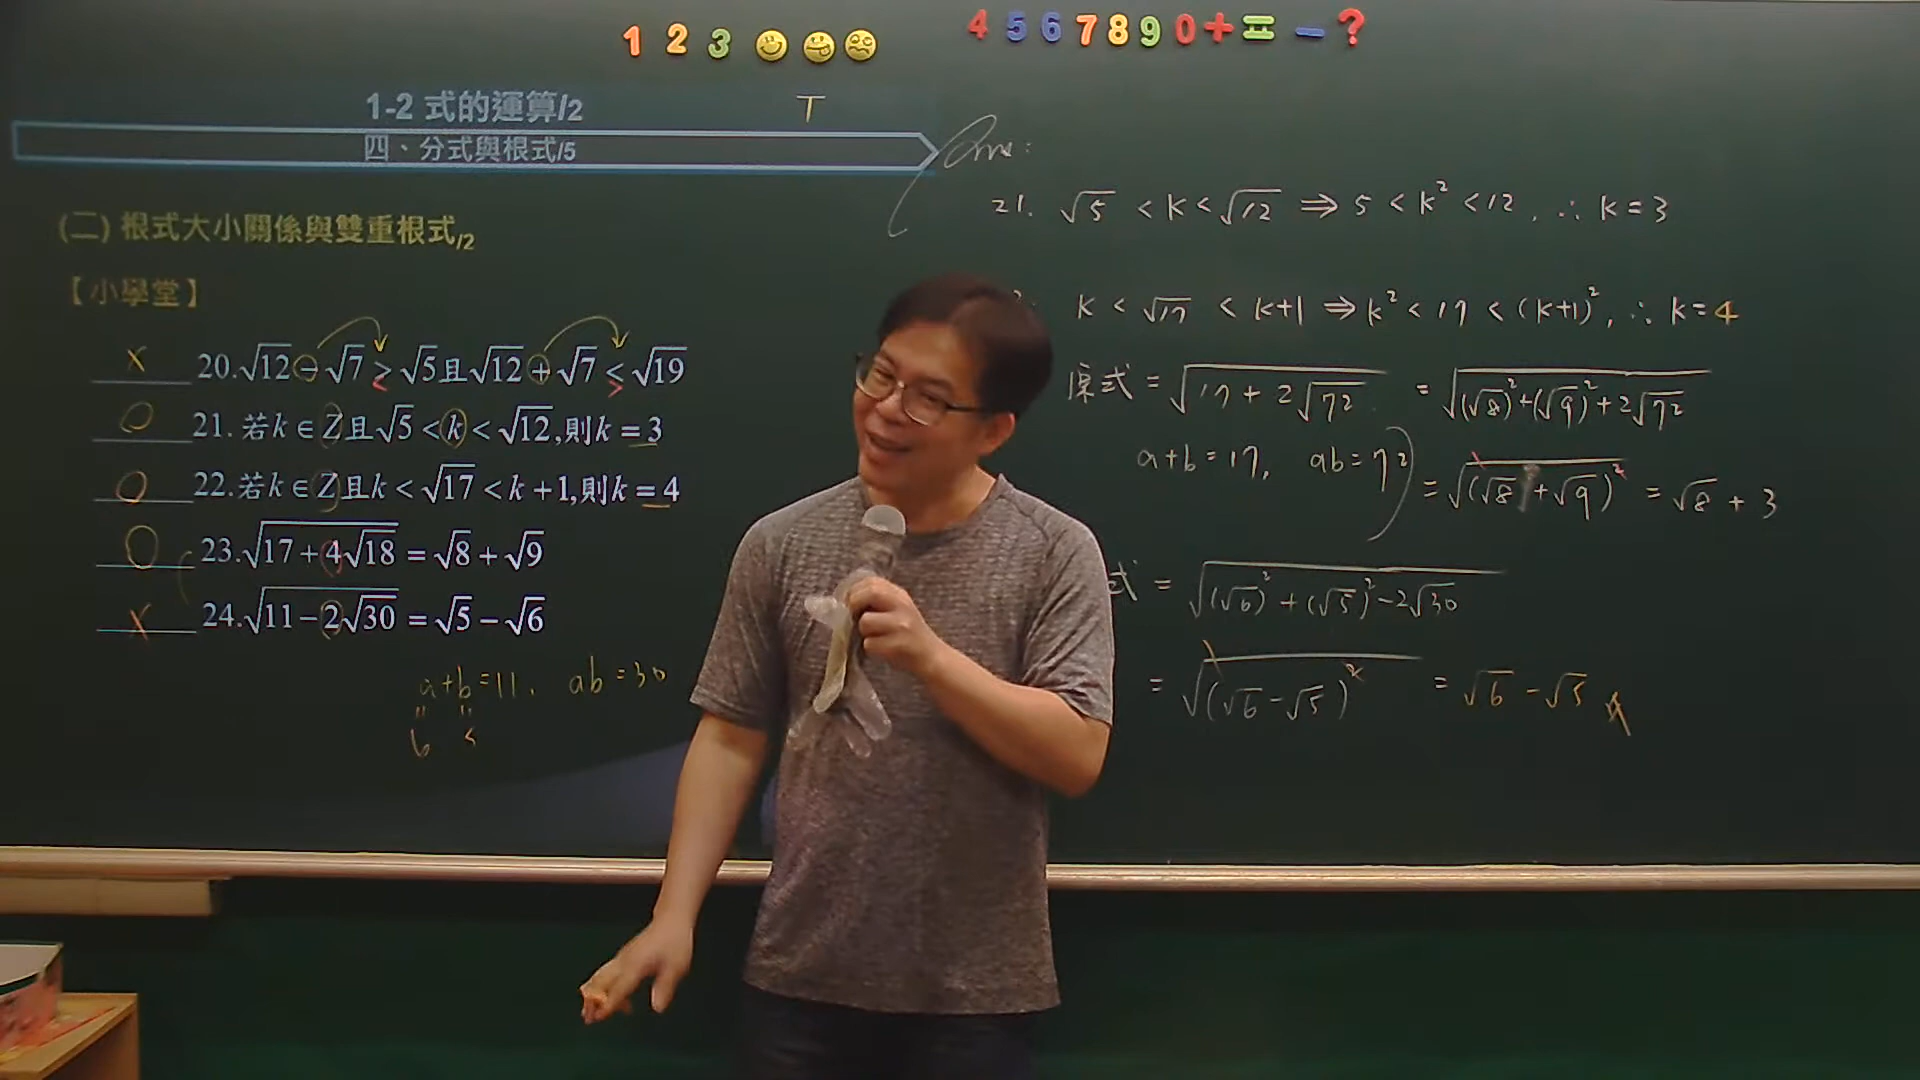 1 2 3
4 5 6 7 8 9 0 + = - ?
1-2 式的運算/2
T
四、分式與根式/5
Ans:
(二) 根式大小關係與雙重根式/2
【小學堂】
x 20. √12 − √7 > √5 且 √12 + √7 < √19
< >
O 21. 若 k ∈ Z 且 √5 < k < √12, 則 k = 3
O 22. 若 k ∈ Z 且 k < √17 < k + 1, 則 k = 4
O 23. √(17 + 4√18) = √8 + √9
x 24. √(11 − 2√30) = √5 − √6
a+b=11, ab=30
" "
6 5
21. √5 < k < √12 ⇒ 5 < k² < 12, ∴ k = 3
k < √17 < k+1 ⇒ k² < 17 < (k+1)², ∴ k = 4
原式 = √(17 + 2√72) = √((√8)² + (√9)² + 2√72)
a+b=17, ab=72
= √((√8 + √9)²) = √8 + 3
式 = √((√6)² + (√5)² − 2√30)
= √((√6 − √5)²) = √6 − √5